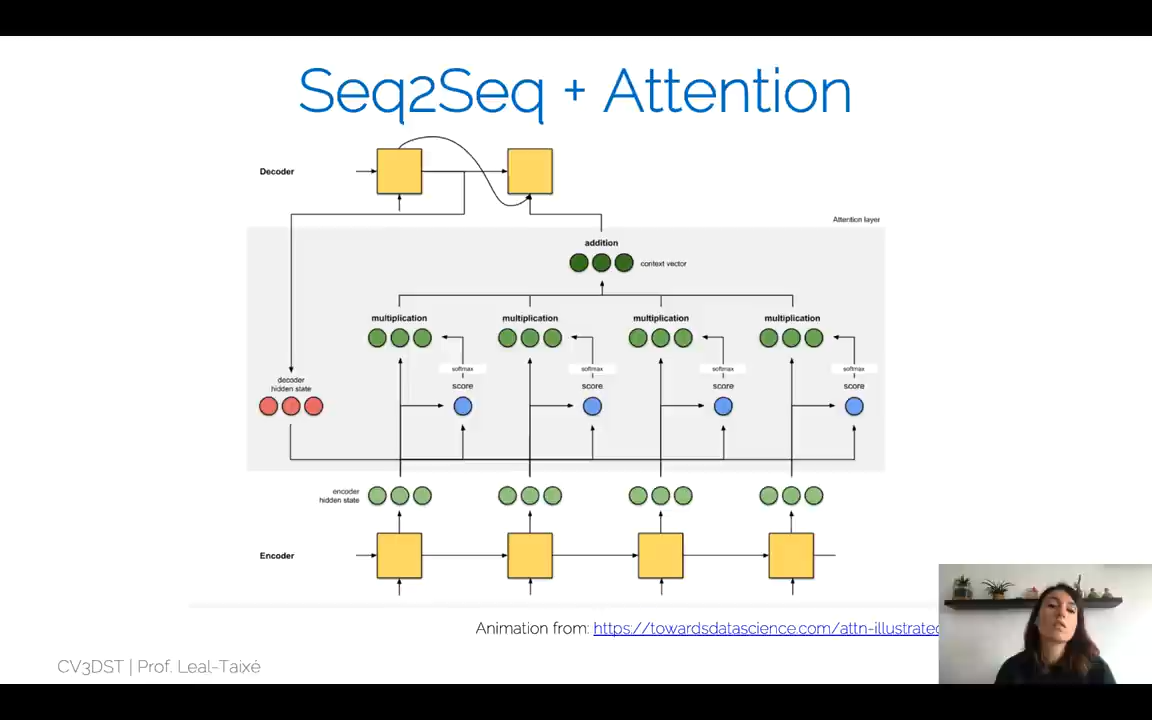 Seq2Seq + Attention
Decoder
Attention layer
addition
context vector
multiplication multiplication multiplication multiplication
softmax softmax softmax softmax
decoder
hidden state
score score score score
encoder
hidden state
Encoder
Animation from: https://towardsdatascience.com/attn-illustrated
CV3DST | Prof. Leal-Taixé